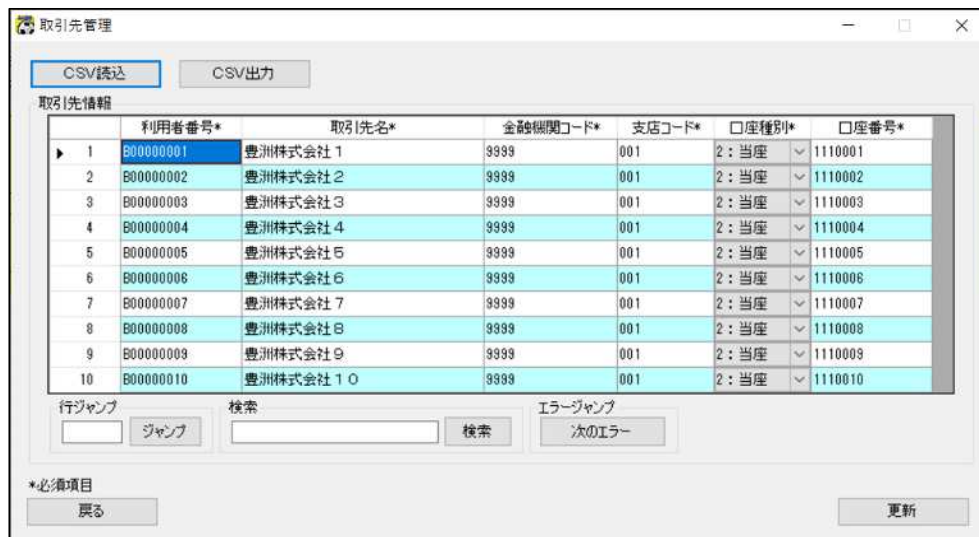 取引先管理
CSV読込 CSV出力
取引先情報
利用者番号* 取引先名* 金融機関コード* 支店コード* 口座種別* 口座番号*
1 B00000001 豊洲株式会社1 9999 001 2:当座 1110001
2 B00000002 豊洲株式会社2 9999 001 2:当座 1110002
3 B00000003 豊洲株式会社3 9999 001 2:当座 1110003
4 B00000004 豊洲株式会社4 9999 001 2:当座 1110004
5 B00000005 豊洲株式会社5 9999 001 2:当座 1110005
6 B00000006 豊洲株式会社6 9999 001 2:当座 1110006
7 B00000007 豊洲株式会社7 9999 001 2:当座 1110007
8 B00000008 豊洲株式会社8 9999 001 2:当座 1110008
9 B00000009 豊洲株式会社9 9999 001 2:当座 1110009
10 B00000010 豊洲株式会社10 9999 001 2:当座 1110010
行ジャンプ 検索 エラージャンプ
ジャンプ 検索 次のエラー
*必須項目
戻る 更新